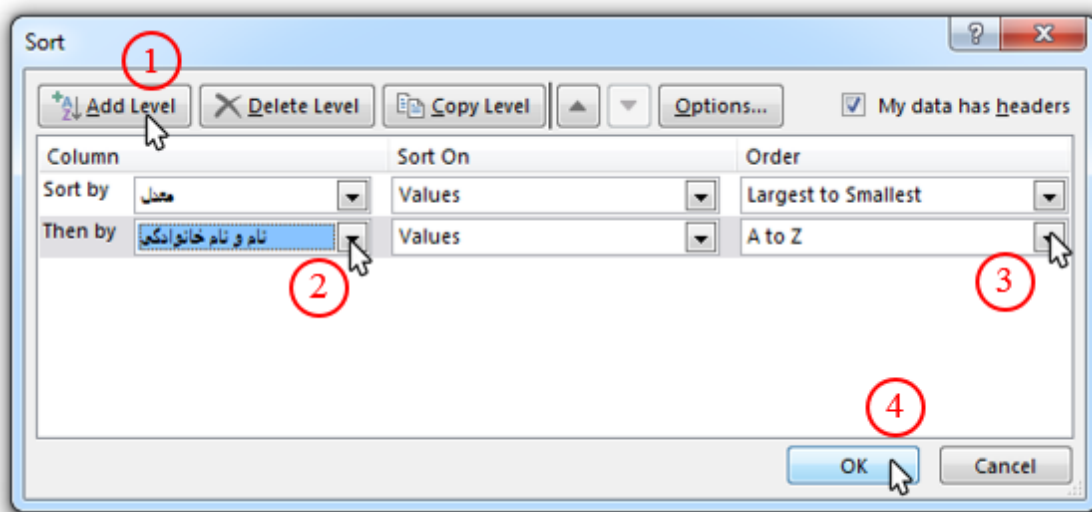 Sort
1
Add Level Delete Level Copy Level Options... My data has headers
Column Sort On Order
Sort by معدل Values Largest to Smallest
Then by نام و نام خانوادگی Values A to Z
2
3
4
OK Cancel